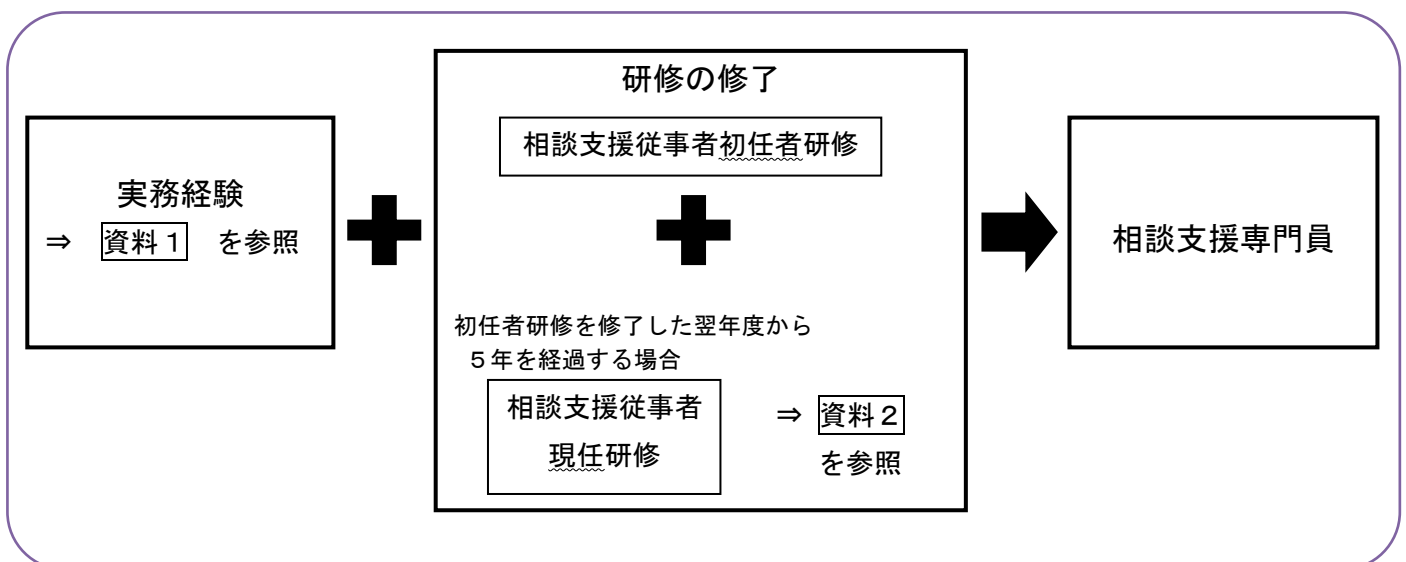 実務経験
⇒ 資料1 を参照
研修の修了
相談支援従事者初任者研修
初任者研修を修了した翌年度から
5年を経過する場合
相談支援従事者
現任研修
⇒ 資料2
を参照
相談支援専門員